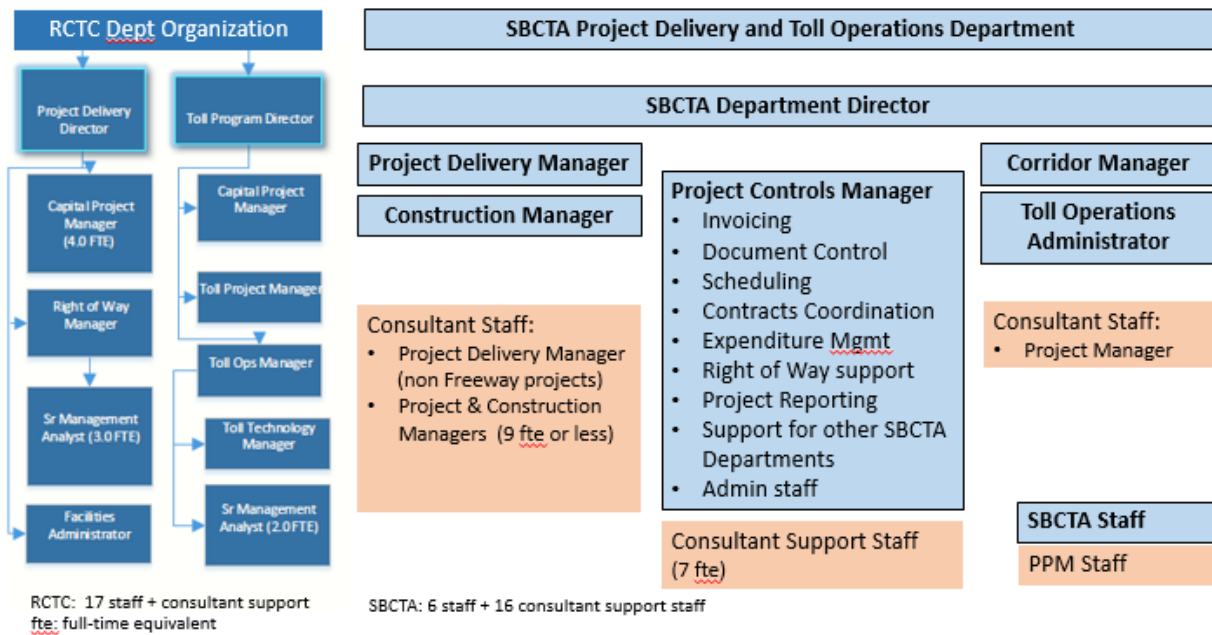 RCTC Dept Organization
Project Delivery
Director
Toll Program Director
Capital Project
Manager
(4.0 FTE)
Right of Way
Manager
Sr Management
Analyst (3.0 FTE)
Facilities
Administrator
Capital Project
Manager
Toll Project Manager
Toll Ops Manager
Toll Technology
Manager
Sr Management
Analyst (2.0 FTE)
RCTC: 17 staff + consultant support
fte: full-time equivalent
SBCTA Project Delivery and Toll Operations Department
SBCTA Department Director
Project Delivery Manager
Construction Manager
Consultant Staff:
• Project Delivery Manager
(non Freeway projects)
• Project & Construction
Managers (9 fte or less)
Project Controls Manager
• Invoicing
• Document Control
• Scheduling
• Contracts Coordination
• Expenditure Mgmt
• Right of Way support
• Project Reporting
• Support for other SBCTA
Departments
• Admin staff
Consultant Support Staff
(7 fte)
Corridor Manager
Toll Operations
Administrator
Consultant Staff:
• Project Manager
SBCTA Staff
PPM Staff
SBCTA: 6 staff + 16 consultant support staff